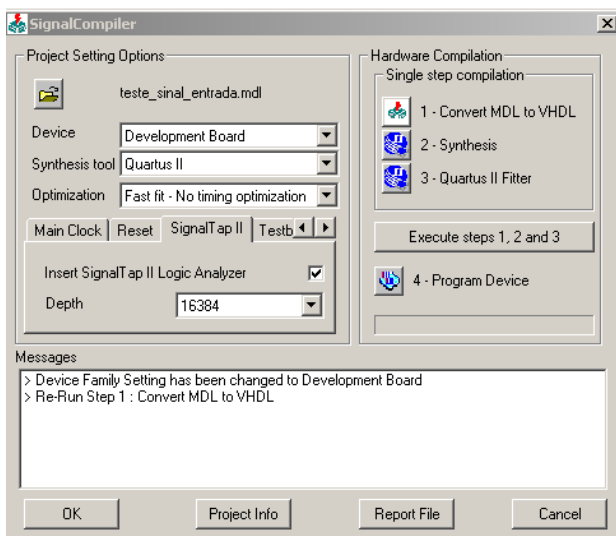 SignalCompiler
Project Setting Options
teste_sinal_entrada.mdl
Device
Development Board
Synthesis tool
Quartus II
Optimization
Fast fit - No timing optimization
Main Clock
Reset
SignalTap II
Testb
Insert SignalTap II Logic Analyzer
Depth
16384
Hardware Compilation
Single step compilation
1 - Convert MDL to VHDL
2 - Synthesis
3 - Quartus II Fitter
Execute steps 1, 2 and 3
4 - Program Device
Messages
> Device Family Setting has been changed to Development Board
> Re-Run Step 1 : Convert MDL to VHDL
OK
Project Info
Report File
Cancel